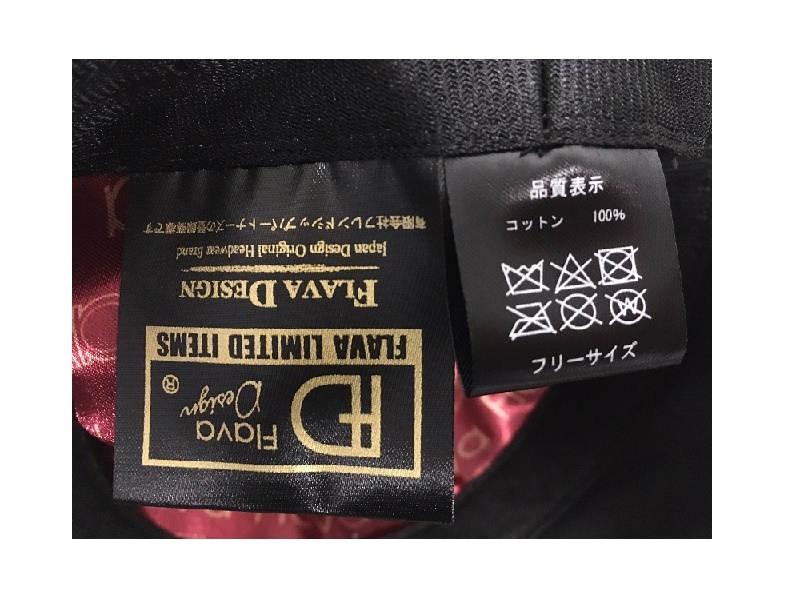 Flava
Design
®
FLAVA LIMITED ITEMS
FLAVA DESIGN
Japan Design Original Headwear Brand
有限会社フレンドシップパートナーズの登録商標です
品質表示
コットン 100%
フリーサイズ